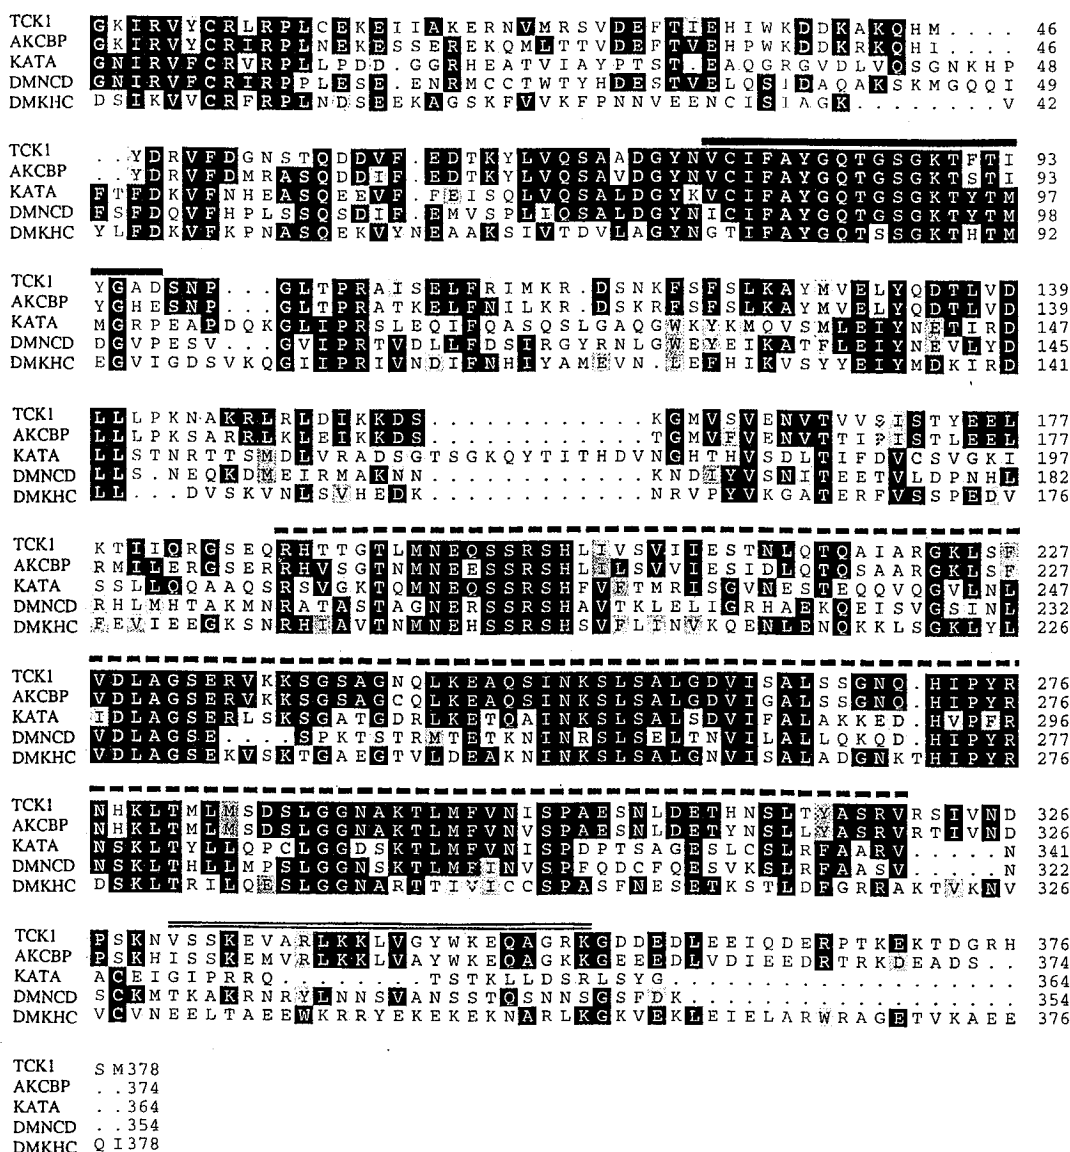 TCK1 GKIRVYCRLRPLCEKEIIAKERNVMRSVDEFTIEHIWKDDKAKQHM.... 46
AKCBP GKIRVYCRIRPLNEKESSEREKQMLTTVDEFTVEHPWKDDKRKQHI.... 46
KATA GNIRVFCRVRPLLPDD.GGRHEATVIAYPTST.EAQGRGVDLVQSGNKHP 48
DMNCD GNIRVFCRIRPPLESE.ENRMCCTWTYHDESTVELQSIDAQAKSKMGQQI 49
DMKHC DSIKVVCRFRPLNDSEEKAGSKFVVKFPNNVEENCISIAGK........V 42
TCK1 ..YDRVFDGNSTQDDVF.EDTKYLVQSAADGYNVCIFAYGQTGSGKTFTI 93
AKCBP ..YDRVFDMRASQDDIF.EDTKYLVQSAVDGYNVCIFAYGQTGSGKTSTI 93
KATA FTFDKVFNHEASQEEVF.FEISQLVQSALDGYKVCIFAYGQTGSGKTYTM 97
DMNCD FSFDQVFHPLSSQSDIF.EMVSPLIQSALDGYNICIFAYGQTGSGKTYTM 98
DMKHC YLFDKVFKPNASQEKVYNEAAKSIVTDVLAGYNGTIFAYGQTSSGKTHTM 92
TCK1 YGADSNP...GLTPRAISELFRIMKR.DSNKFSFSLKAYMVELYQDTLVD 139
AKCBP YGHESNP...GLTPRATKELFNILKR.DSKRFSFSLKAYMVELYQDTLVD 139
KATA MGRPEAPDQKGLIPRSLEQIFQASQSLGAQGWKYKMQVSMLEIYNETIRD 147
DMNCD DGVPESV...GVIPRTVDLLFDSIRGYRNLGWEYEIKATFLEIYNEVLYD 145
DMKHC EGVIGDSVKQGIIPRIVNDIFNHIYAMEVN.LEFHIKVSYYEIYMDKIRD 141
TCK1 LLLPKNAKRLRLDIKKDS.............KGMVSVENVTVVSISTYEEL 177
AKCBP LLLPKSARRLKLEIKKDS.............TGMVFVENVTTIPISTLEEL 177
KATA LLSTNRTTSMDLVRADSGTSGKQYTITHDVNGHTHVSDLTIFDVCSVGKI 197
DMNCD LLS.NEQKDMEIRMAKNN............KNDIYVSNITEETVLDPNHL 182
DMKHC LL...DVSKVNLSVHEDK............NRVPYVKGATERFVSSPEDV 176
TCK1 KTIIQRGSEQRHTTGTLMNEQSSRSHLIVSVIIESTNLQTQAIARGKLSF 227
AKCBP RMILERGSERRHVSGTNMNEESSRSHLILSVVIESIDLQTQSAARGKLSF 227
KATA SSLLQQAAQSRSVGKTQMNEQSSRSHFVFTMRISGVNESTEQQVQGVLNL 247
DMNCD RHLMHTAKMNRATASTAGNERSSRSHAVTKLELIGRHAEKQEISVGSINL 232
DMKHC FEVIEEGKSNRHIAVTNMNEHSSRSHSVFLINVKQENLENQKKLSGKLYL 226
TCK1 VDLAGSERVKKSGSAGNQLKEAQSINKSLSALGDVISALSSGNQ.HIPYR 276
AKCBP VDLAGSERVKKSGSAGCQLKEAQSINKSLSALGDVIGALSSGNQ.HIPYR 276
KATA IDLAGSERLSKSGATGDRLKETQAINKSLSALSDVIFALAKKED.HVPFR 296
DMNCD VDLAGSE....SPKTSTRMTETKNINRSLSELTNVILALLQKQD.HIPYR 277
DMKHC VDLAGSEKVSKTGAEGTVLDEAKNINKSLSALGNVISALADGNKTHIPYR 276
TCK1 NHKLTMLMSDSLGGNAKTLMFVNISPAESNLDETHNSLTYASRVRSIVND 326
AKCBP NHKLTMLMSDSLGGNAKTLMFVNVSPAESNLDETYNSLLYASRVRTIVND 326
KATA NSKLTYLLQPCLGGDSKTLMFVNISPDPTSAGESLCSLRFAARV.....N 341
DMNCD NSKLTHLLMPSLGGNSKTLMFINVSPFQDCFQESVKSLRFAASV.....N 322
DMKHC DSKLTRILQESLGGNARTTIVICCSPASFNESETKSTLDFGRRAKTVKNV 326
TCK1 PSKNVSSKEVARLKKLVGYWKEQAGRKGDDEDLEEIQDERPTKEKTDGRH 376
AKCBP PSKHISSKEMVRLKKLVAYWKEQAGKKGEEEDLVDIEEDRTRKDEADS.. 374
KATA ACEIGIPRRQ........TSTKLLDSRLSYG................... 364
DMNCD SCKMTKAKRNRYLNNSVANSSTQSNNSGSFDK.................. 354
DMKHC VCVNEELTAEEWKRRYEKEKEKNARLKGKVEKLEIELARWRAGETVKAEE 376
TCK1 SM378
AKCBP ..374
KATA ..364
DMNCD ..354
DMKHC QI378